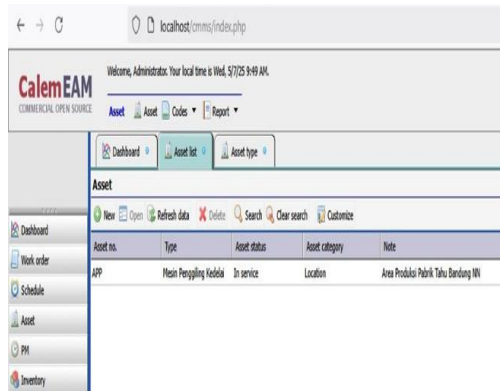 localhost/cmms/index.php
CalemEAM
COMMERCIAL OPEN SOURCE
Welcome, Administrator. Your local time is Wed, 5/7/25 9:49 AM.
Asset Asset Codes Report
Dashboard Asset list Asset type
Asset
New Open Refresh data Delete Search Clear search Customize
Asset no. Type Asset status Asset category Note
APP Mesin Penggiling Kedelai In service Location Area Produksi Pabrik Tahu Bandung NN
Dashboard
Work order
Schedule
Asset
PM
Inventory